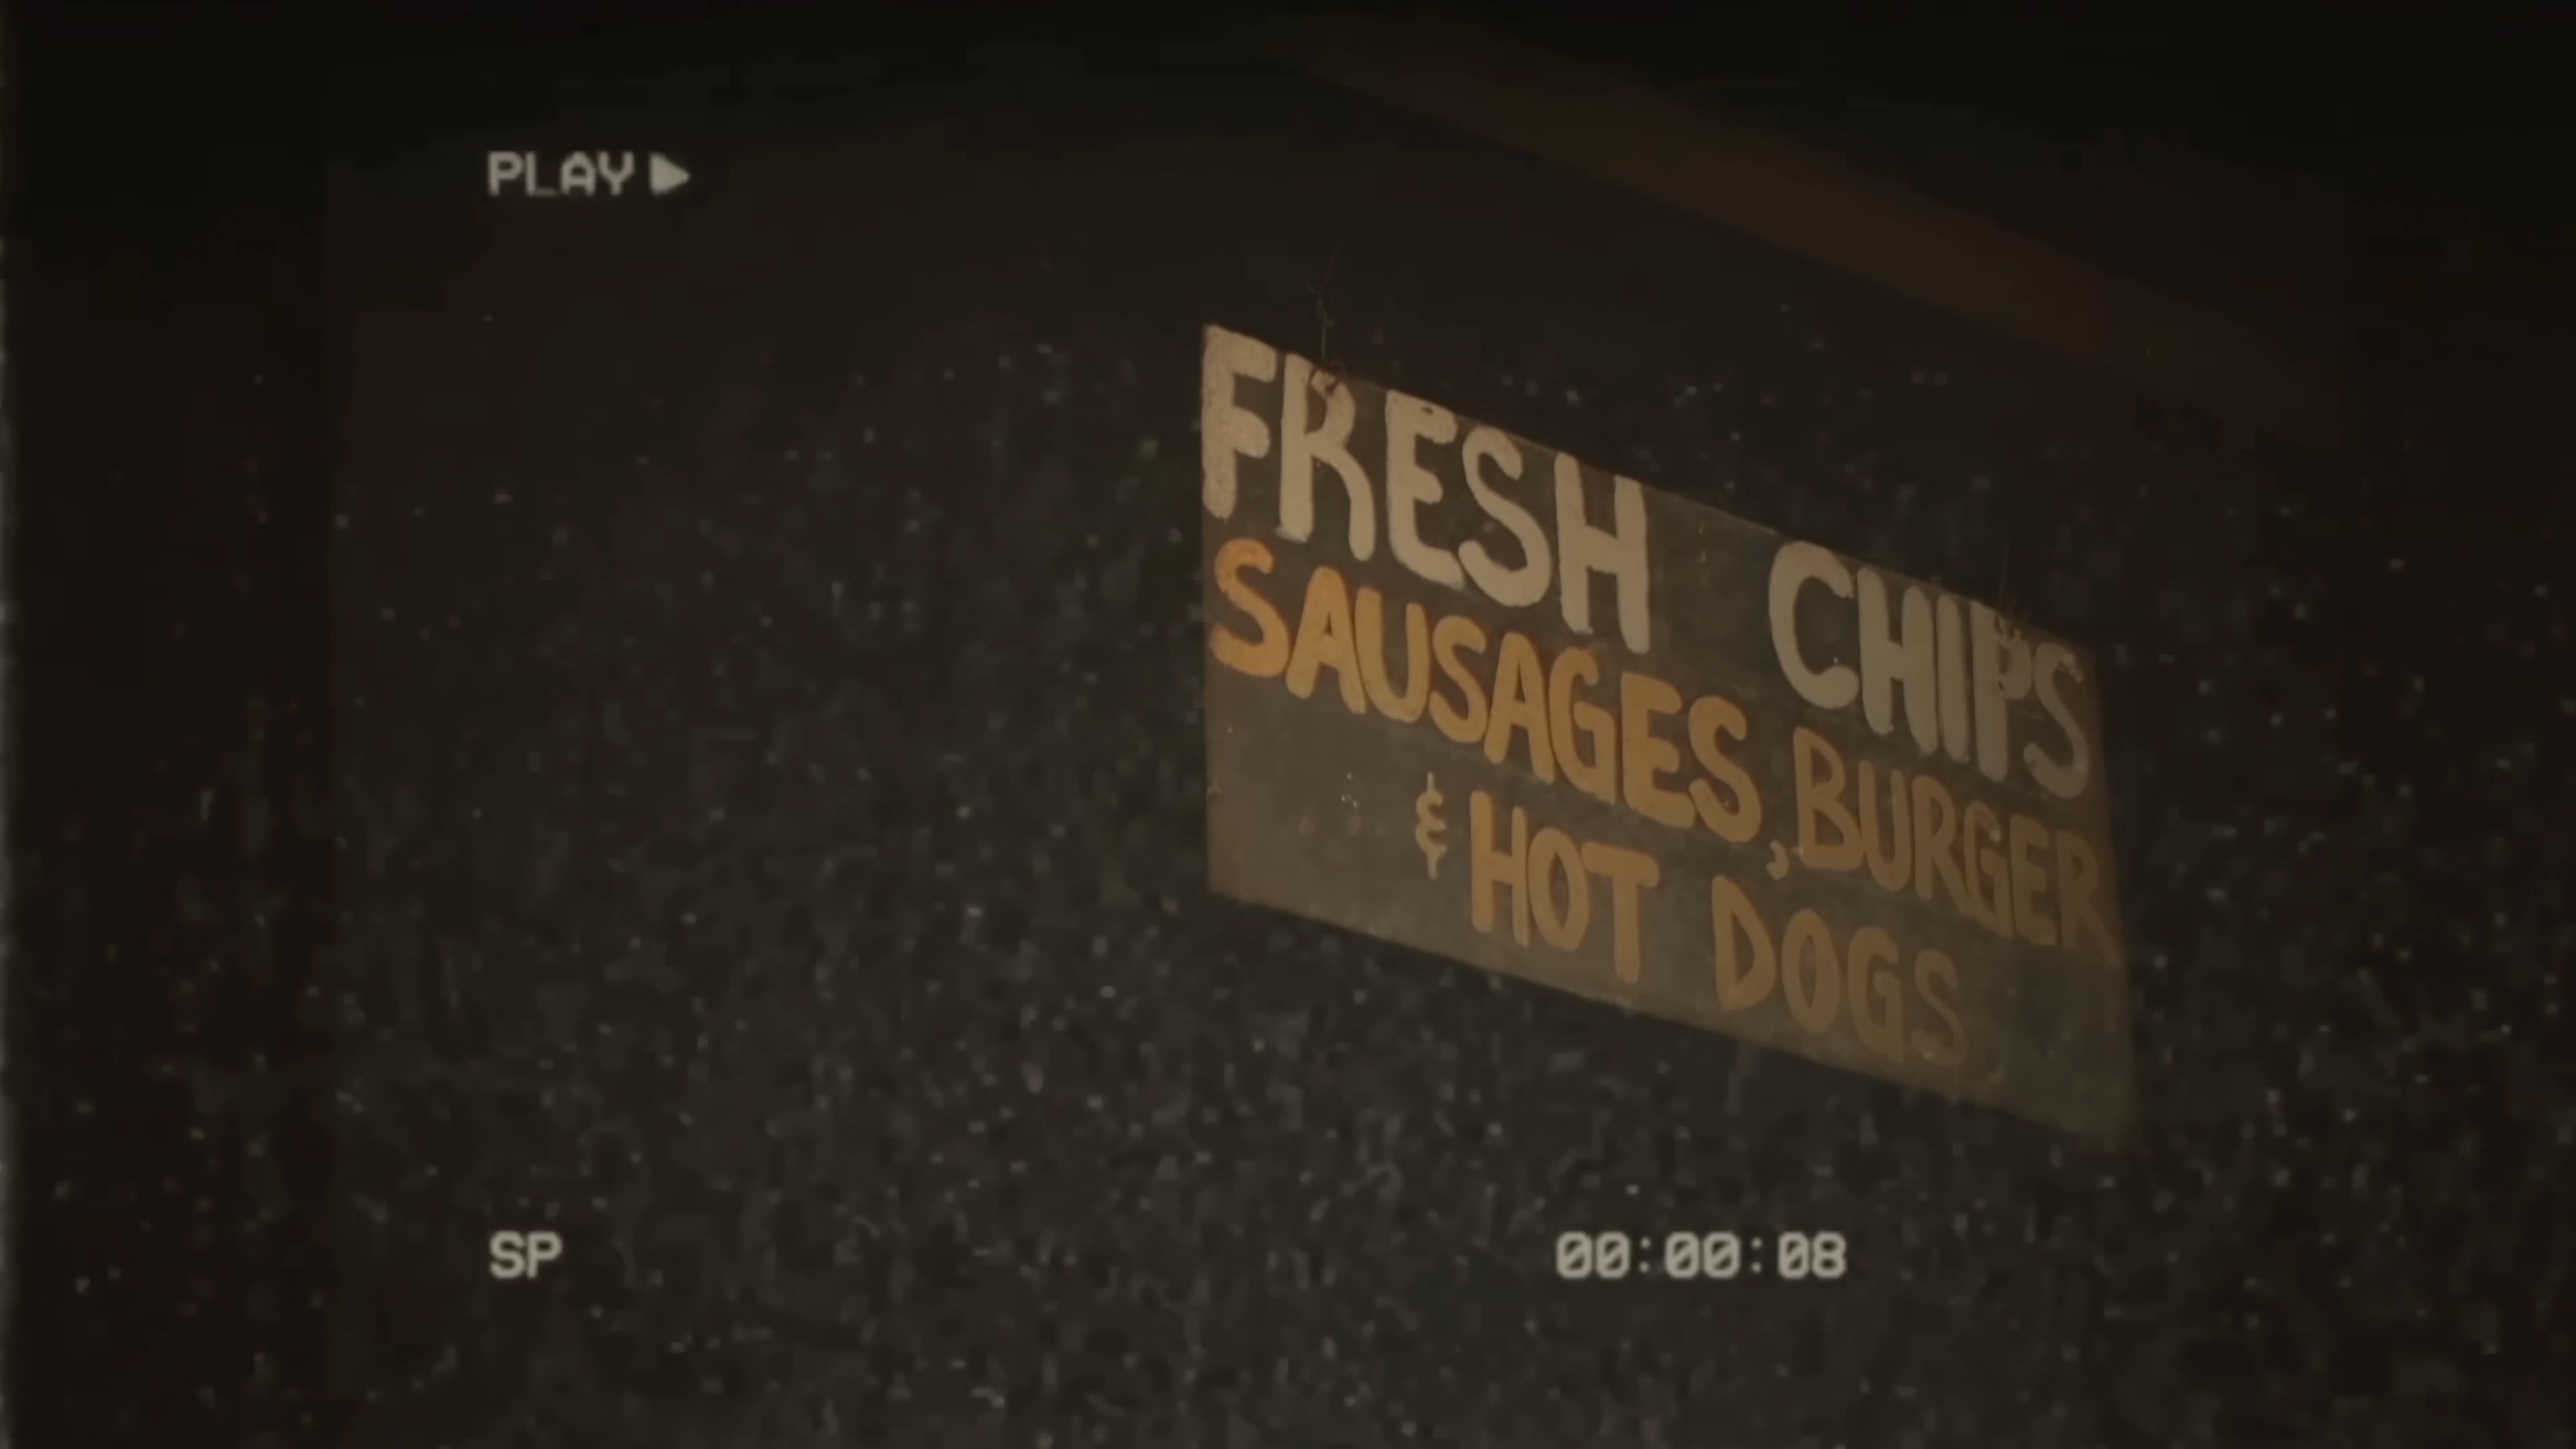 PLAY
FRESH CHIPS
SAUSAGES, BURGER
& HOT DOGS
SP
00:00:08